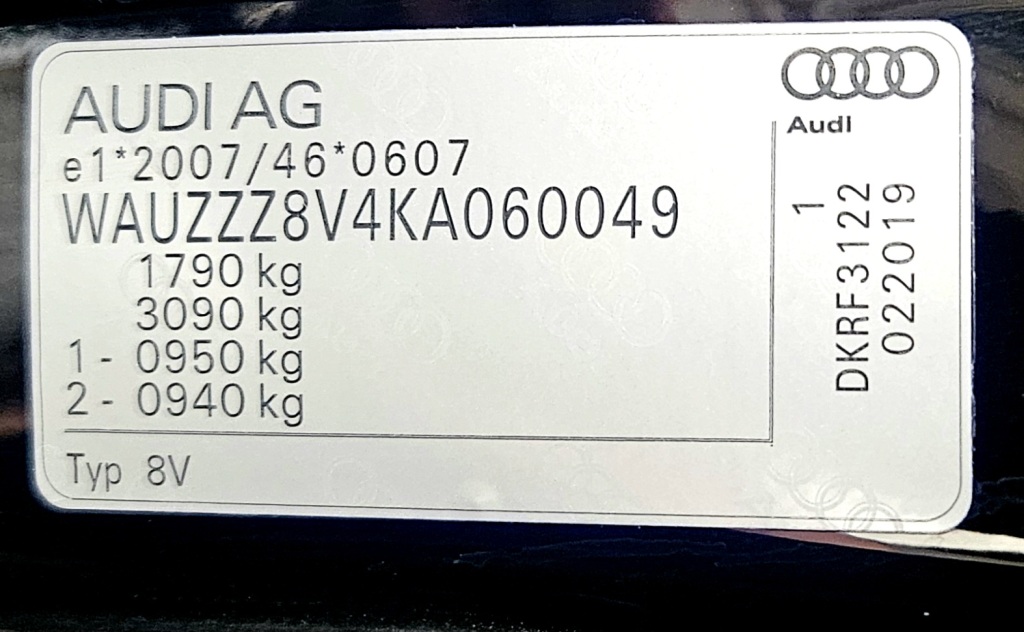 AUDI AG
e1*2007/46*0607
WAUZZZ8V4KA060049
1790 kg
3090 kg
1 - 0950 kg
2 - 0940 kg
Typ 8V
Audi
1
DKRF3122
022019